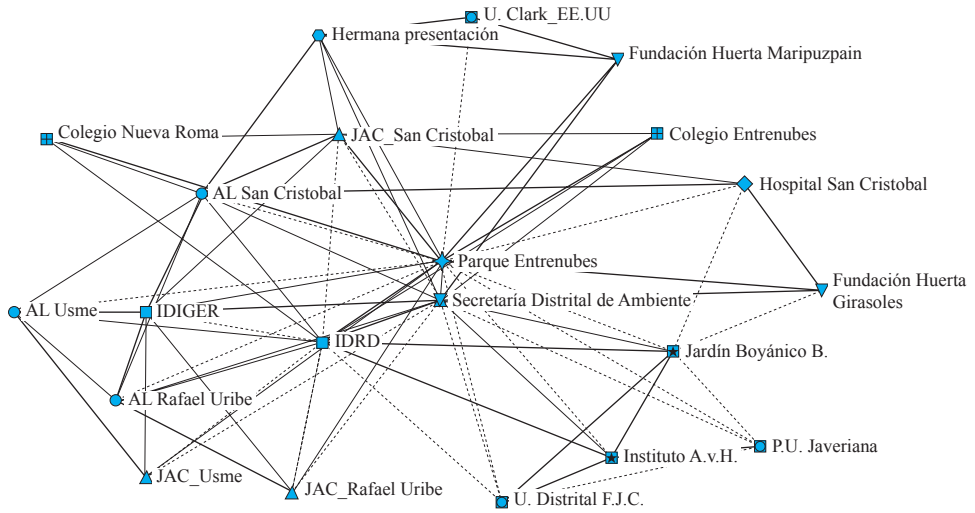 U. Clark_EE.UU
Hermana presentación
Fundación Huerta Maripuzpain
Colegio Nueva Roma
JAC_San Cristobal
Colegio Entrenubes
AL San Cristobal
Hospital San Cristobal
Parque Entrenubes
Fundación Huerta
Girasoles
Secretaría Distrital de Ambiente
AL Usme
IDIGER
IDRD
Jardín Boyánico B.
AL Rafael Uribe
P.U. Javeriana
Instituto A.v.H.
JAC_Usme
JAC_Rafael Uribe
U. Distrital F.J.C.